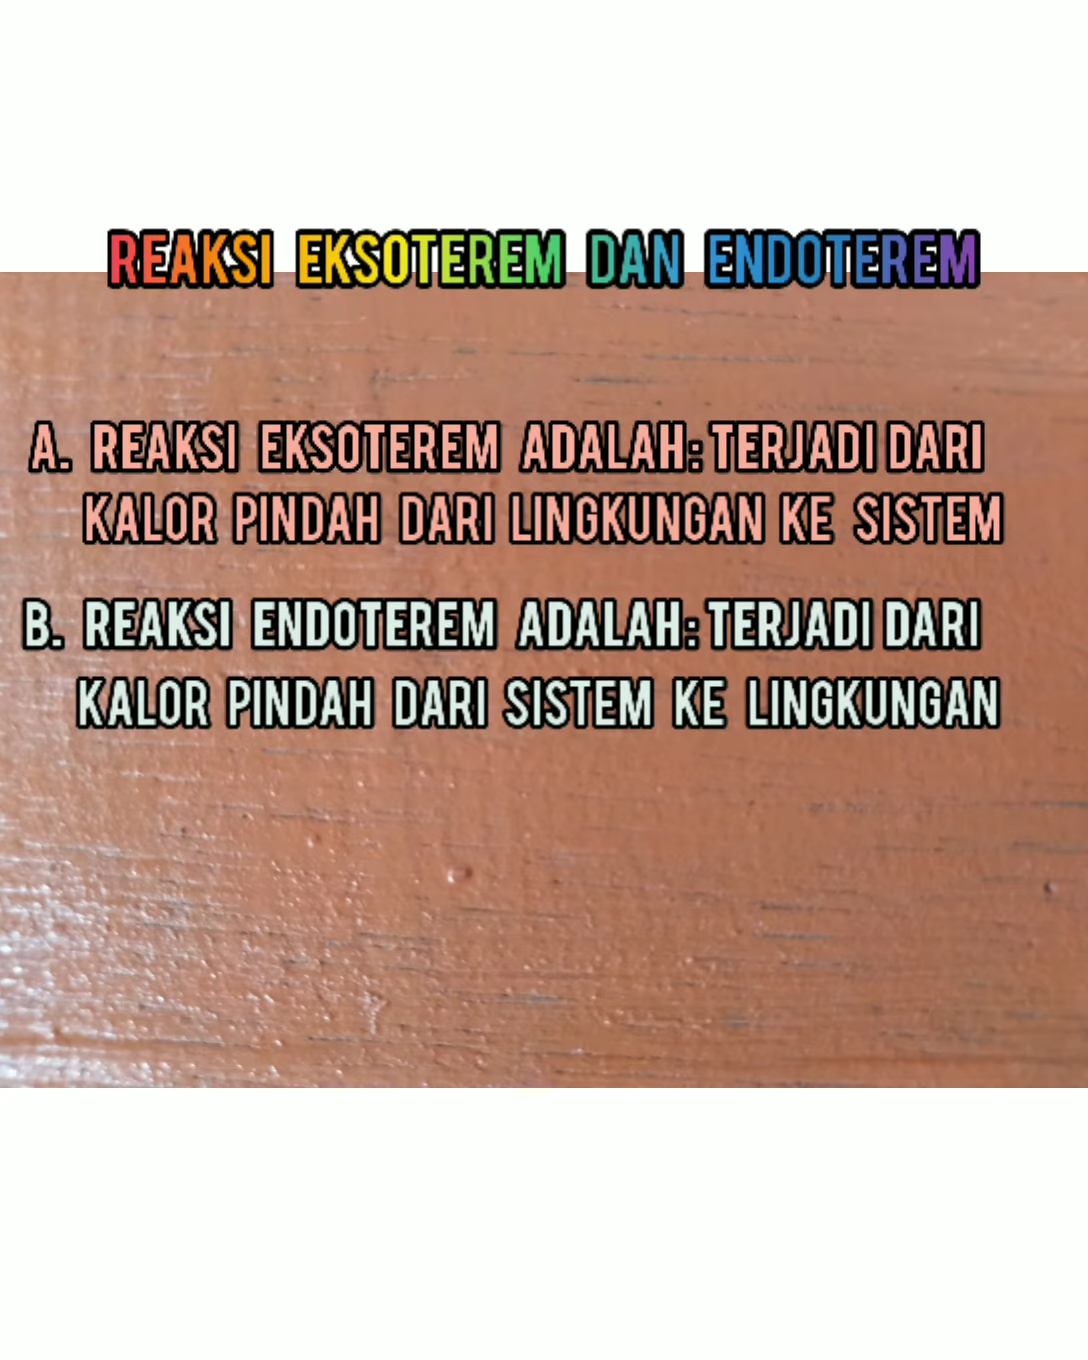 REAKSI EKSOTEREM DAN ENDOTEREM
A. REAKSI EKSOTEREM ADALAH: TERJADI DARI
KALOR PINDAH DARI LINGKUNGAN KE SISTEM
B. REAKSI ENDOTEREM ADALAH: TERJADI DARI
KALOR PINDAH DARI SISTEM KE LINGKUNGAN